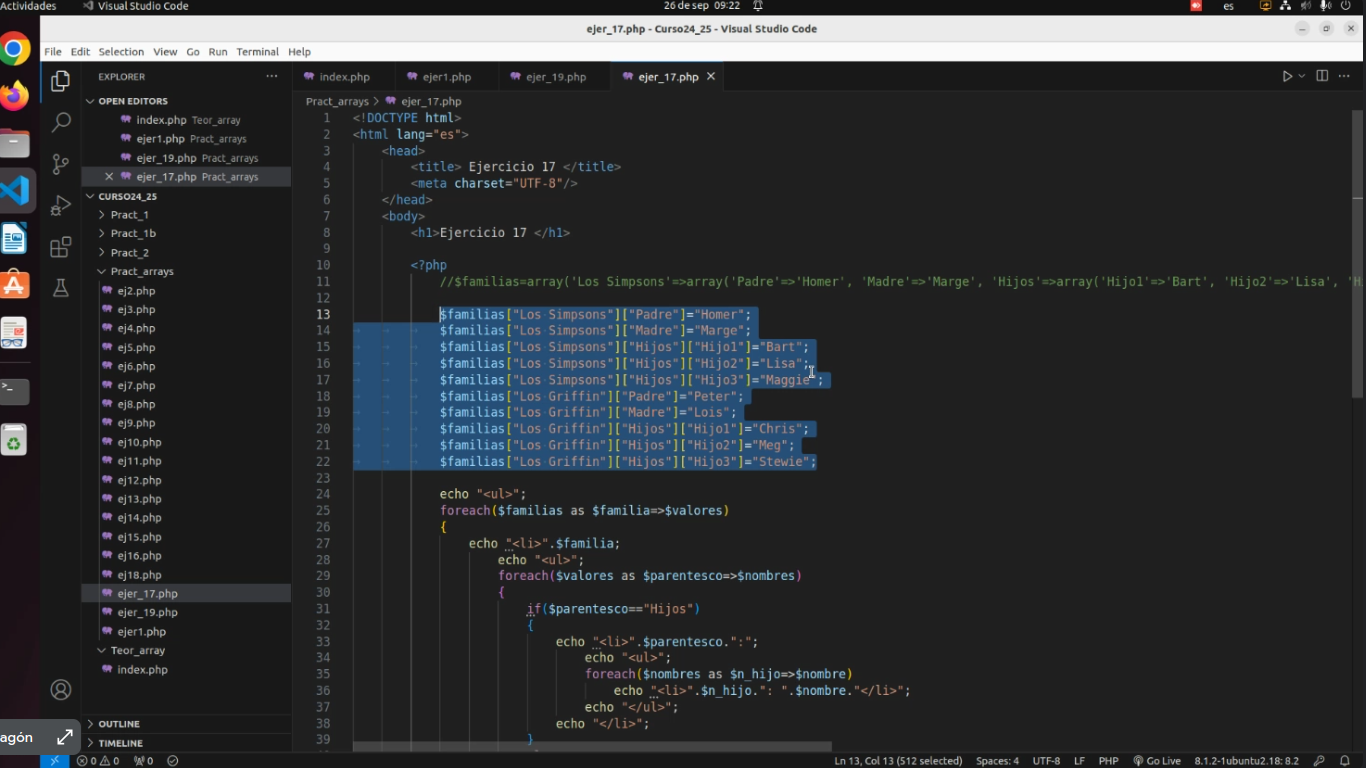 Actividades
Visual Studio Code
26 de sep 09:22
es
ejer_17.php - Curso24_25 - Visual Studio Code
File Edit Selection View Go Run Terminal Help
EXPLORER
index.php
ejer1.php
ejer_19.php
ejer_17.php
OPEN EDITORS
index.php Teor_array
ejer1.php Pract_arrays
ejer_19.php Pract_arrays
ejer_17.php Pract_arrays
CURSO24_25
Pract_1
Pract_1b
Pract_2
Pract_arrays
ej2.php
ej3.php
ej4.php
ej5.php
ej6.php
ej7.php
ej8.php
ej9.php
ej10.php
ej11.php
ej12.php
ej13.php
ej14.php
ej15.php
ej16.php
ej18.php
ejer_17.php
ejer_19.php
ejer1.php
Teor_array
index.php
OUTLINE
TIMELINE
agón
Pract_arrays > ejer_17.php
1 <!DOCTYPE html>
2 <html lang="es">
3 <head>
4 <title> Ejercicio 17 </title>
5 <meta charset="UTF-8"/>
6 </head>
7 <body>
8 <h1>Ejercicio 17 </h1>
9
10 <?php
11 //$familias=array('Los Simpsons'=>array('Padre'=>'Homer', 'Madre'=>'Marge', 'Hijos'=>array('Hijo1'=>'Bart', 'Hijo2'=>'Lisa', 'H
12
13 $familias["Los Simpsons"]["Padre"]="Homer";
14 $familias["Los Simpsons"]["Madre"]="Marge";
15 $familias["Los Simpsons"]["Hijos"]["Hijo1"]="Bart";
16 $familias["Los Simpsons"]["Hijos"]["Hijo2"]="Lisa";
17 $familias["Los Simpsons"]["Hijos"]["Hijo3"]="Maggie";
18 $familias["Los Griffin"]["Padre"]="Peter";
19 $familias["Los Griffin"]["Madre"]="Lois";
20 $familias["Los Griffin"]["Hijos"]["Hijo1"]="Chris";
21 $familias["Los Griffin"]["Hijos"]["Hijo2"]="Meg";
22 $familias["Los Griffin"]["Hijos"]["Hijo3"]="Stewie";
23
24 echo "<ul>";
25 foreach($familias as $familia=>$valores)
26 {
27 echo "<li>".$familia;
28 echo "<ul>";
29 foreach($valores as $parentesco=>$nombres)
30 {
31 if($parentesco=="Hijos")
32 {
33 echo "<li>".$parentesco.":";
34 echo "<ul>";
35 foreach($nombres as $n_hijo=>$nombre)
36 echo "<li>".$n_hijo.": ".$nombre."</li>";
37 echo "</ul>";
38 echo "</li>";
39 }
0 0 0
Ln 13, Col 13 (512 selected) Spaces: 4 UTF-8 LF PHP Go Live 8.1.2-1ubuntu2.18: 8.2